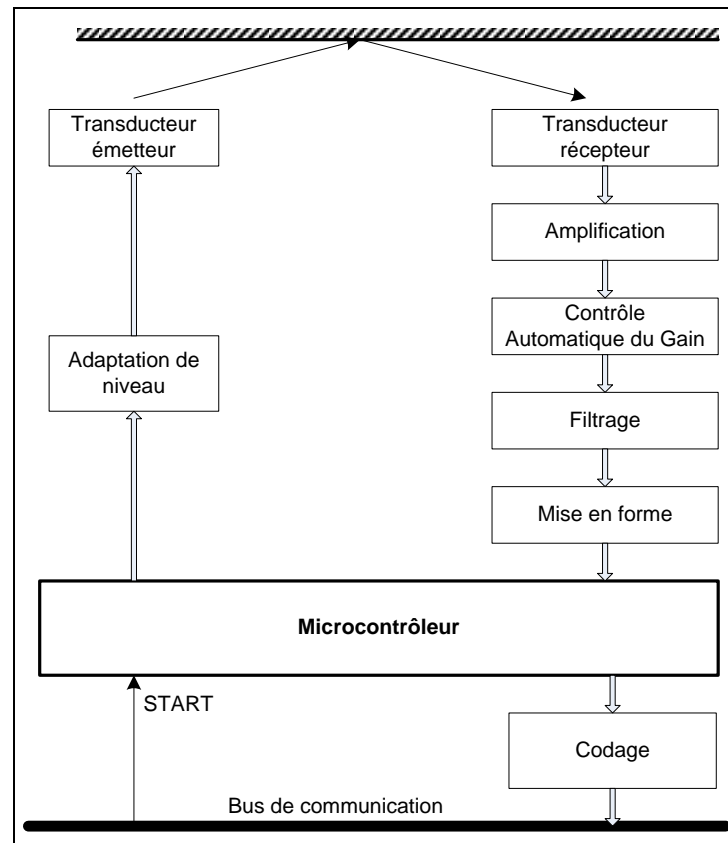 Transducteur
émetteur
Transducteur
récepteur
Amplification
Contrôle
Automatique du Gain
Adaptation de
niveau
Filtrage
Mise en forme
Microcontrôleur
START
Codage
Bus de communication